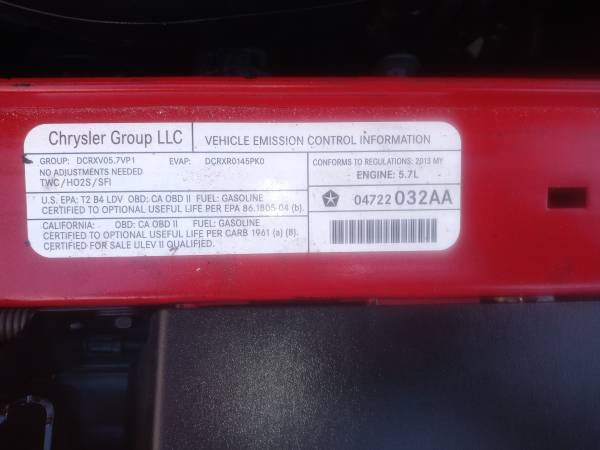 Chrysler Group LLC
VEHICLE EMISSION CONTROL INFORMATION
GROUP: DCRXV05.7VP1 EVAP: DCRXR0145PK0
NO ADJUSTMENTS NEEDED
TWC/HO2S/SFI
CONFORMS TO REGULATIONS: 2013 MY
ENGINE: 5.7L
U.S. EPA: T2 B4 LDV OBD: CA OBD II FUEL: GASOLINE
CERTIFIED TO OPTIONAL USEFUL LIFE PER EPA 86.1805-04 (b).
04722 032AA
CALIFORNIA: OBD: CA OBD II FUEL: GASOLINE
CERTIFIED TO OPTIONAL USEFUL LIFE PER CARB 1961 (a) (8).
CERTIFIED FOR SALE ULEV II QUALIFIED.